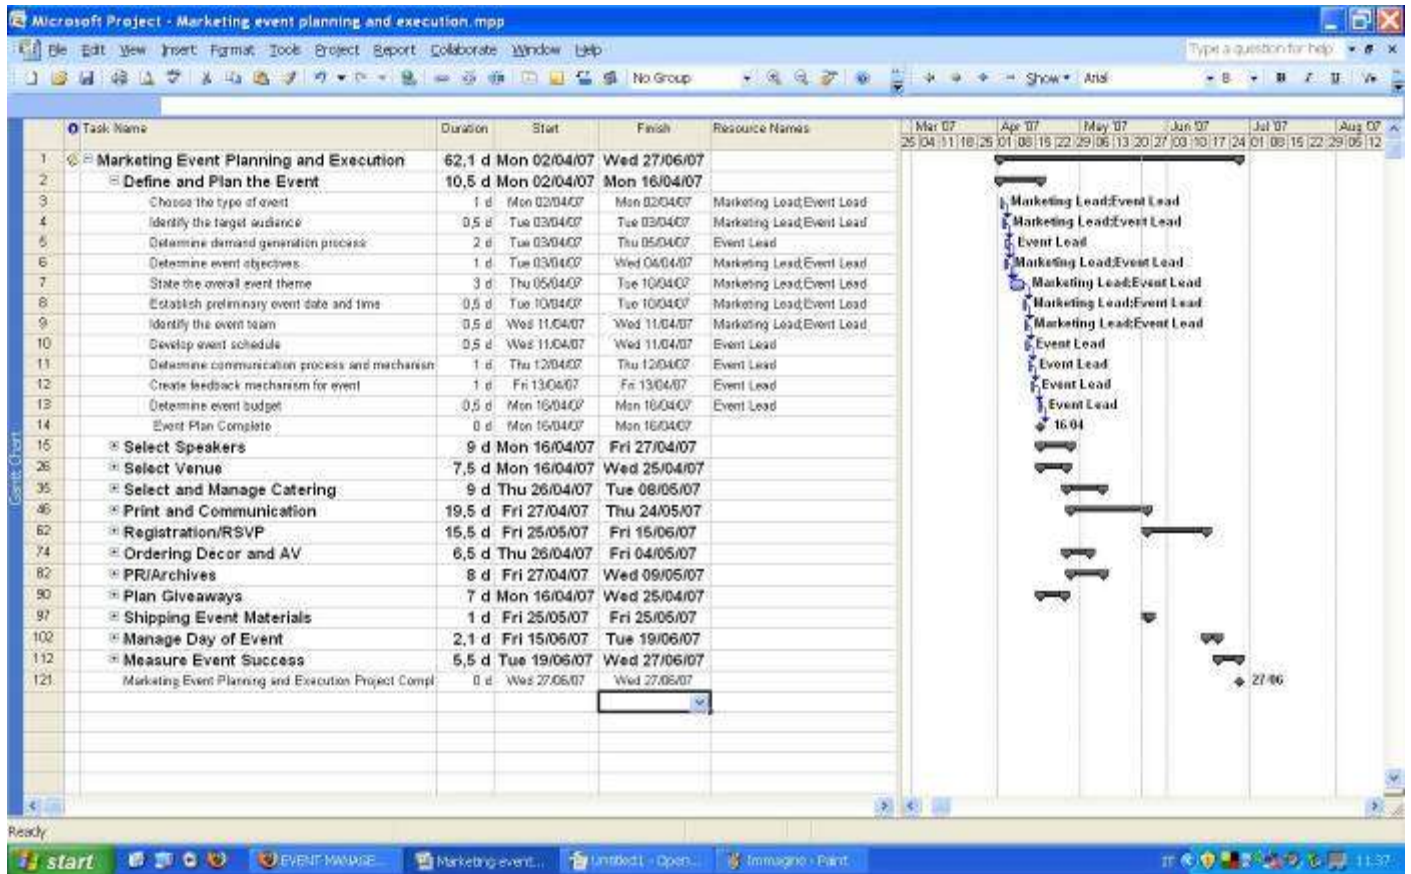 Microsoft Project - Marketing event planning and execution.mpp
File Edit View Insert Format Tools Project Report Collaborate Window Help Type a question for help
No Group Show Arial 8
Task Name Duration Start Finish Resource Names Mar '07 Apr '07 May '07 Jun '07 Jul '07 Aug '07
25 04 11 18 25 01 08 15 22 29 06 13 20 27 03 10 17 24 01 08 15 22 29 05 12
1 Marketing Event Planning and Execution 62,1 d Mon 02/04/07 Wed 27/06/07
2 Define and Plan the Event 10,5 d Mon 02/04/07 Mon 16/04/07
3 Choose the type of event 1 d Mon 02/04/07 Mon 02/04/07 Marketing Lead;Event Lead Marketing Lead;Event Lead
4 Identify the target audience 0,5 d Tue 03/04/07 Tue 03/04/07 Marketing Lead;Event Lead Marketing Lead;Event Lead
5 Determine demand generation process 2 d Tue 03/04/07 Thu 05/04/07 Event Lead Event Lead
6 Determine event objectives 1 d Tue 03/04/07 Wed 04/04/07 Marketing Lead;Event Lead Marketing Lead;Event Lead
7 State the overall event theme 3 d Thu 05/04/07 Tue 10/04/07 Marketing Lead;Event Lead Marketing Lead;Event Lead
8 Establish preliminary event date and time 0,5 d Tue 10/04/07 Tue 10/04/07 Marketing Lead;Event Lead Marketing Lead;Event Lead
9 Identify the event team 0,5 d Wed 11/04/07 Wed 11/04/07 Marketing Lead;Event Lead Marketing Lead;Event Lead
10 Develop event schedule 0,5 d Wed 11/04/07 Wed 11/04/07 Event Lead Event Lead
11 Determine communication process and mechanism 1 d Thu 12/04/07 Thu 12/04/07 Event Lead Event Lead
12 Create feedback mechanism for event 1 d Fri 13/04/07 Fri 13/04/07 Event Lead Event Lead
13 Determine event budget 0,5 d Mon 16/04/07 Mon 16/04/07 Event Lead Event Lead
14 Event Plan Complete 0 d Mon 16/04/07 Mon 16/04/07 16/04
15 Select Speakers 9 d Mon 16/04/07 Fri 27/04/07
26 Select Venue 7,5 d Mon 16/04/07 Wed 25/04/07
35 Select and Manage Catering 9 d Thu 26/04/07 Tue 08/05/07
46 Print and Communication 19,5 d Fri 27/04/07 Thu 24/05/07
62 Registration/RSVP 15,5 d Fri 25/05/07 Fri 15/06/07
74 Ordering Decor and AV 6,5 d Thu 26/04/07 Fri 04/05/07
82 PR/Archives 8 d Fri 27/04/07 Wed 09/05/07
90 Plan Giveaways 7 d Mon 16/04/07 Wed 25/04/07
97 Shipping Event Materials 1 d Fri 25/05/07 Fri 25/05/07
102 Manage Day of Event 2,1 d Fri 15/06/07 Tue 19/06/07
112 Measure Event Success 5,5 d Tue 19/06/07 Wed 27/06/07
121 Marketing Event Planning and Execution Project Compl 0 d Wed 27/06/07 Wed 27/06/07 27/06
Gantt Chart
Ready
start EVENT MANAGE... Marketing event... Untitled1 - Open... Immagine - Paint IT 11.37